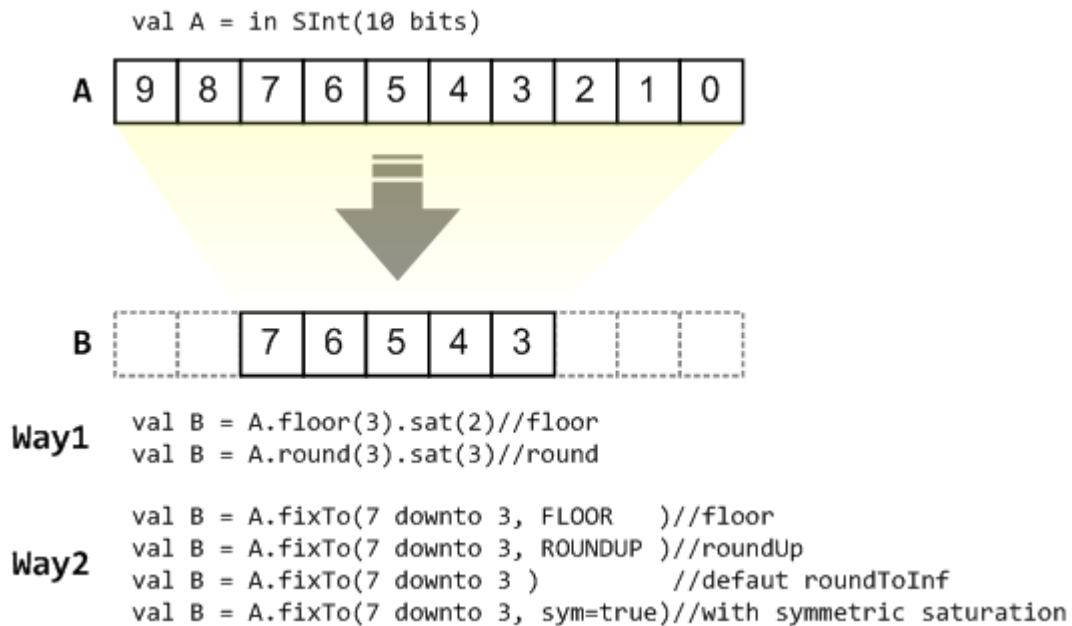 val A = in SInt(10 bits)
A 9 8 7 6 5 4 3 2 1 0
B 7 6 5 4 3
Way1
val B = A.floor(3).sat(2)//floor
val B = A.round(3).sat(3)//round
Way2
val B = A.fixTo(7 downto 3, FLOOR   )//floor
val B = A.fixTo(7 downto 3, ROUNDUP )//roundUp
val B = A.fixTo(7 downto 3 )        //defaut roundToInf
val B = A.fixTo(7 downto 3, sym=true)//with symmetric saturation